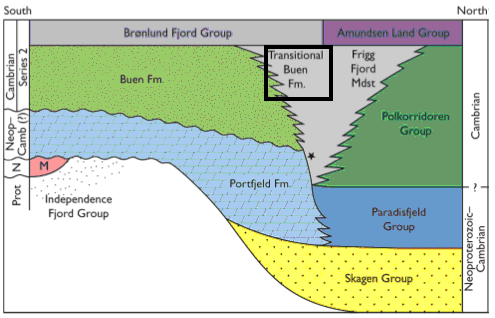 South
North
Brønlund Fjord Group
Amundsen Land Group
Cambrian
Series 2
Buen Fm.
Transitional
Buen
Fm.
Frigg
Fjord
Mdst
Polkorridoren
Group
Cambrian
Neop–
Camb (?)
Prot
N
M
Independence
Fjord Group
Portfjeld Fm.
?
Paradisfjeld
Group
Skagen Group
Neoproterozoic–
Cambrian